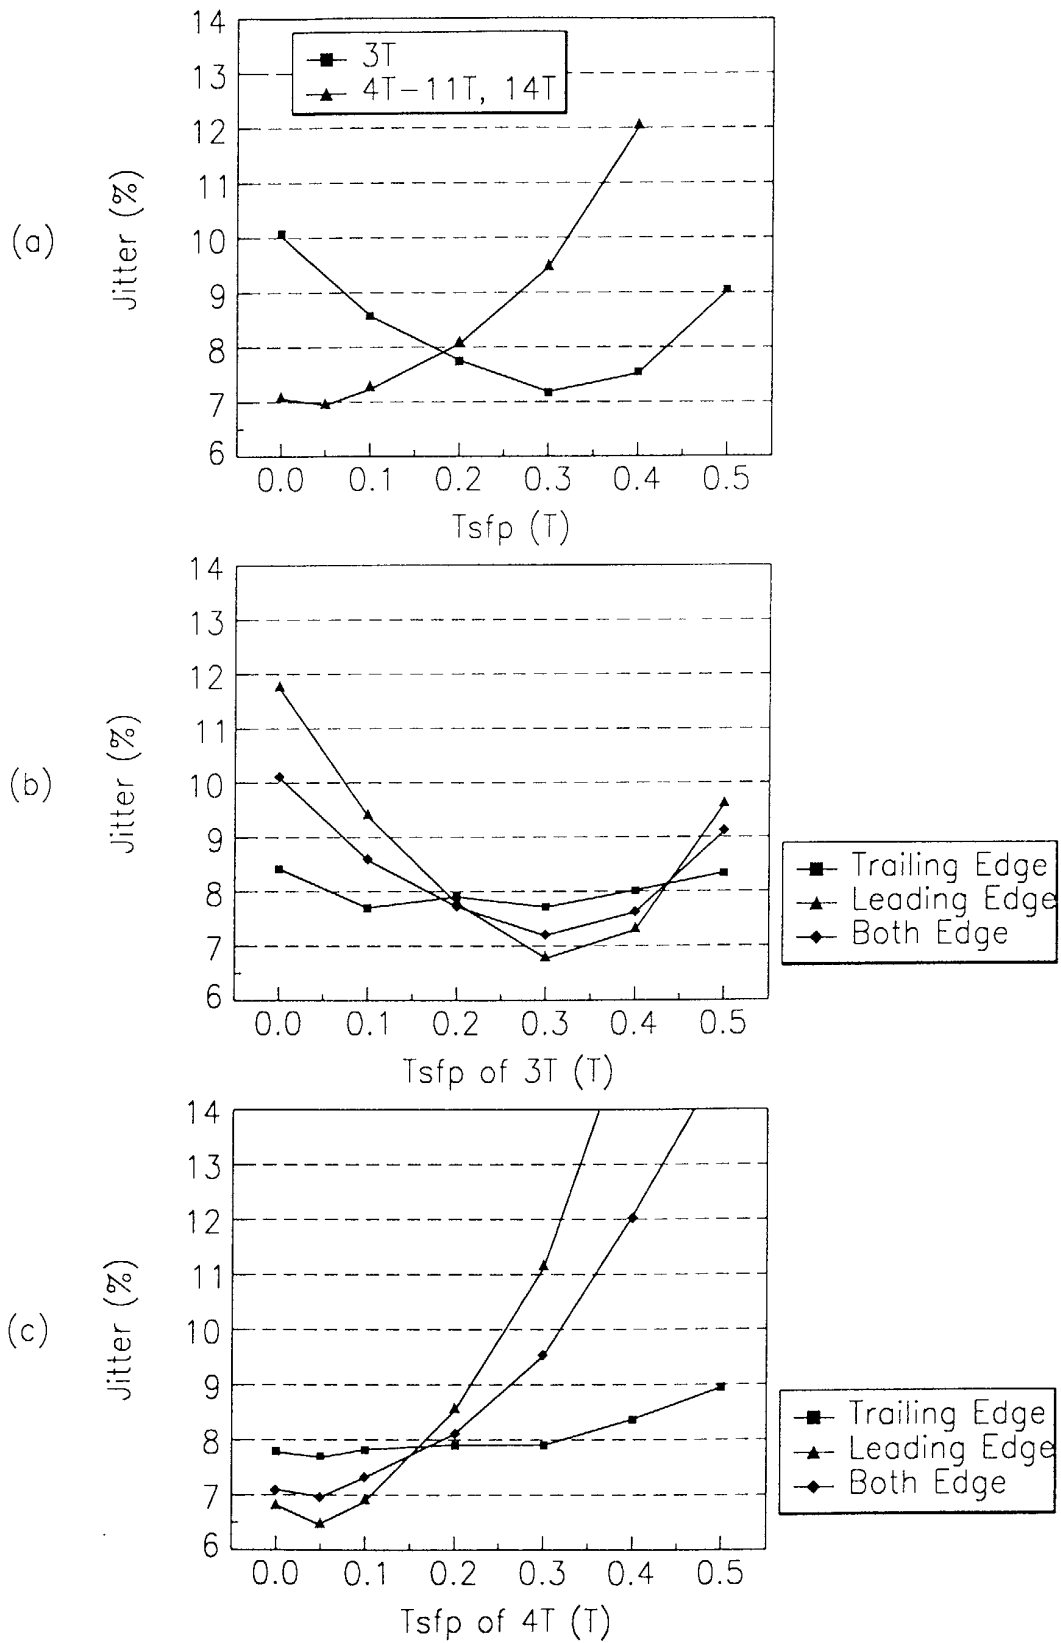 (a)
Jitter (%)
14
13
12
11
10
9
8
7
6
3T
4T-11T, 14T
0.0 0.1 0.2 0.3 0.4 0.5
Tsfp (T)
(b)
Jitter (%)
14
13
12
11
10
9
8
7
6
Trailing Edge
Leading Edge
Both Edge
0.0 0.1 0.2 0.3 0.4 0.5
Tsfp of 3T (T)
(c)
Jitter (%)
14
13
12
11
10
9
8
7
6
Trailing Edge
Leading Edge
Both Edge
0.0 0.1 0.2 0.3 0.4 0.5
Tsfp of 4T (T)